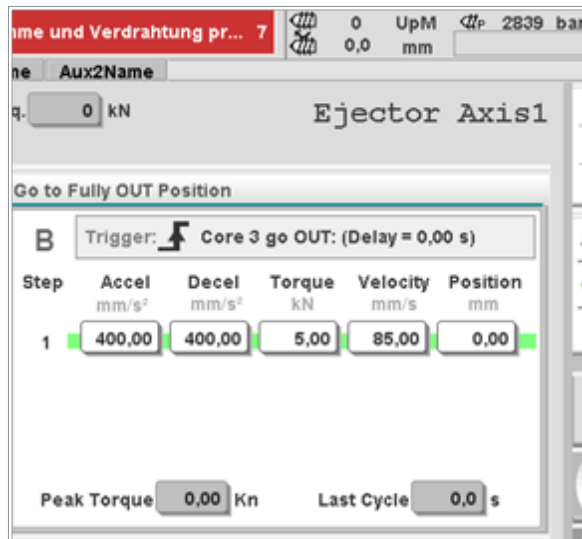 me und Verdrahtung pr... 7
0 UpM P 2839 bar
0,0 mm
me Aux2Name
q. 0 kN
Ejector Axis1
Go to Fully OUT Position
B Trigger: Core 3 go OUT: (Delay = 0,00 s)
Step Accel Decel Torque Velocity Position
mm/s² mm/s² kN mm/s mm
1 400,00 400,00 5,00 85,00 0,00
Peak Torque 0,00 Kn Last Cycle 0,0 s